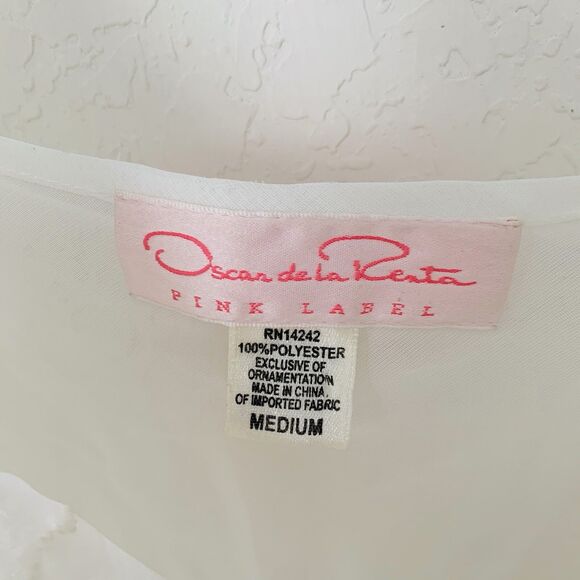 Oscar de la Renta
PINK LABEL
RN14242
100%POLYESTER
EXCLUSIVE OF
ORNAMENTATION
MADE IN CHINA
OF IMPORTED FABRIC
MEDIUM